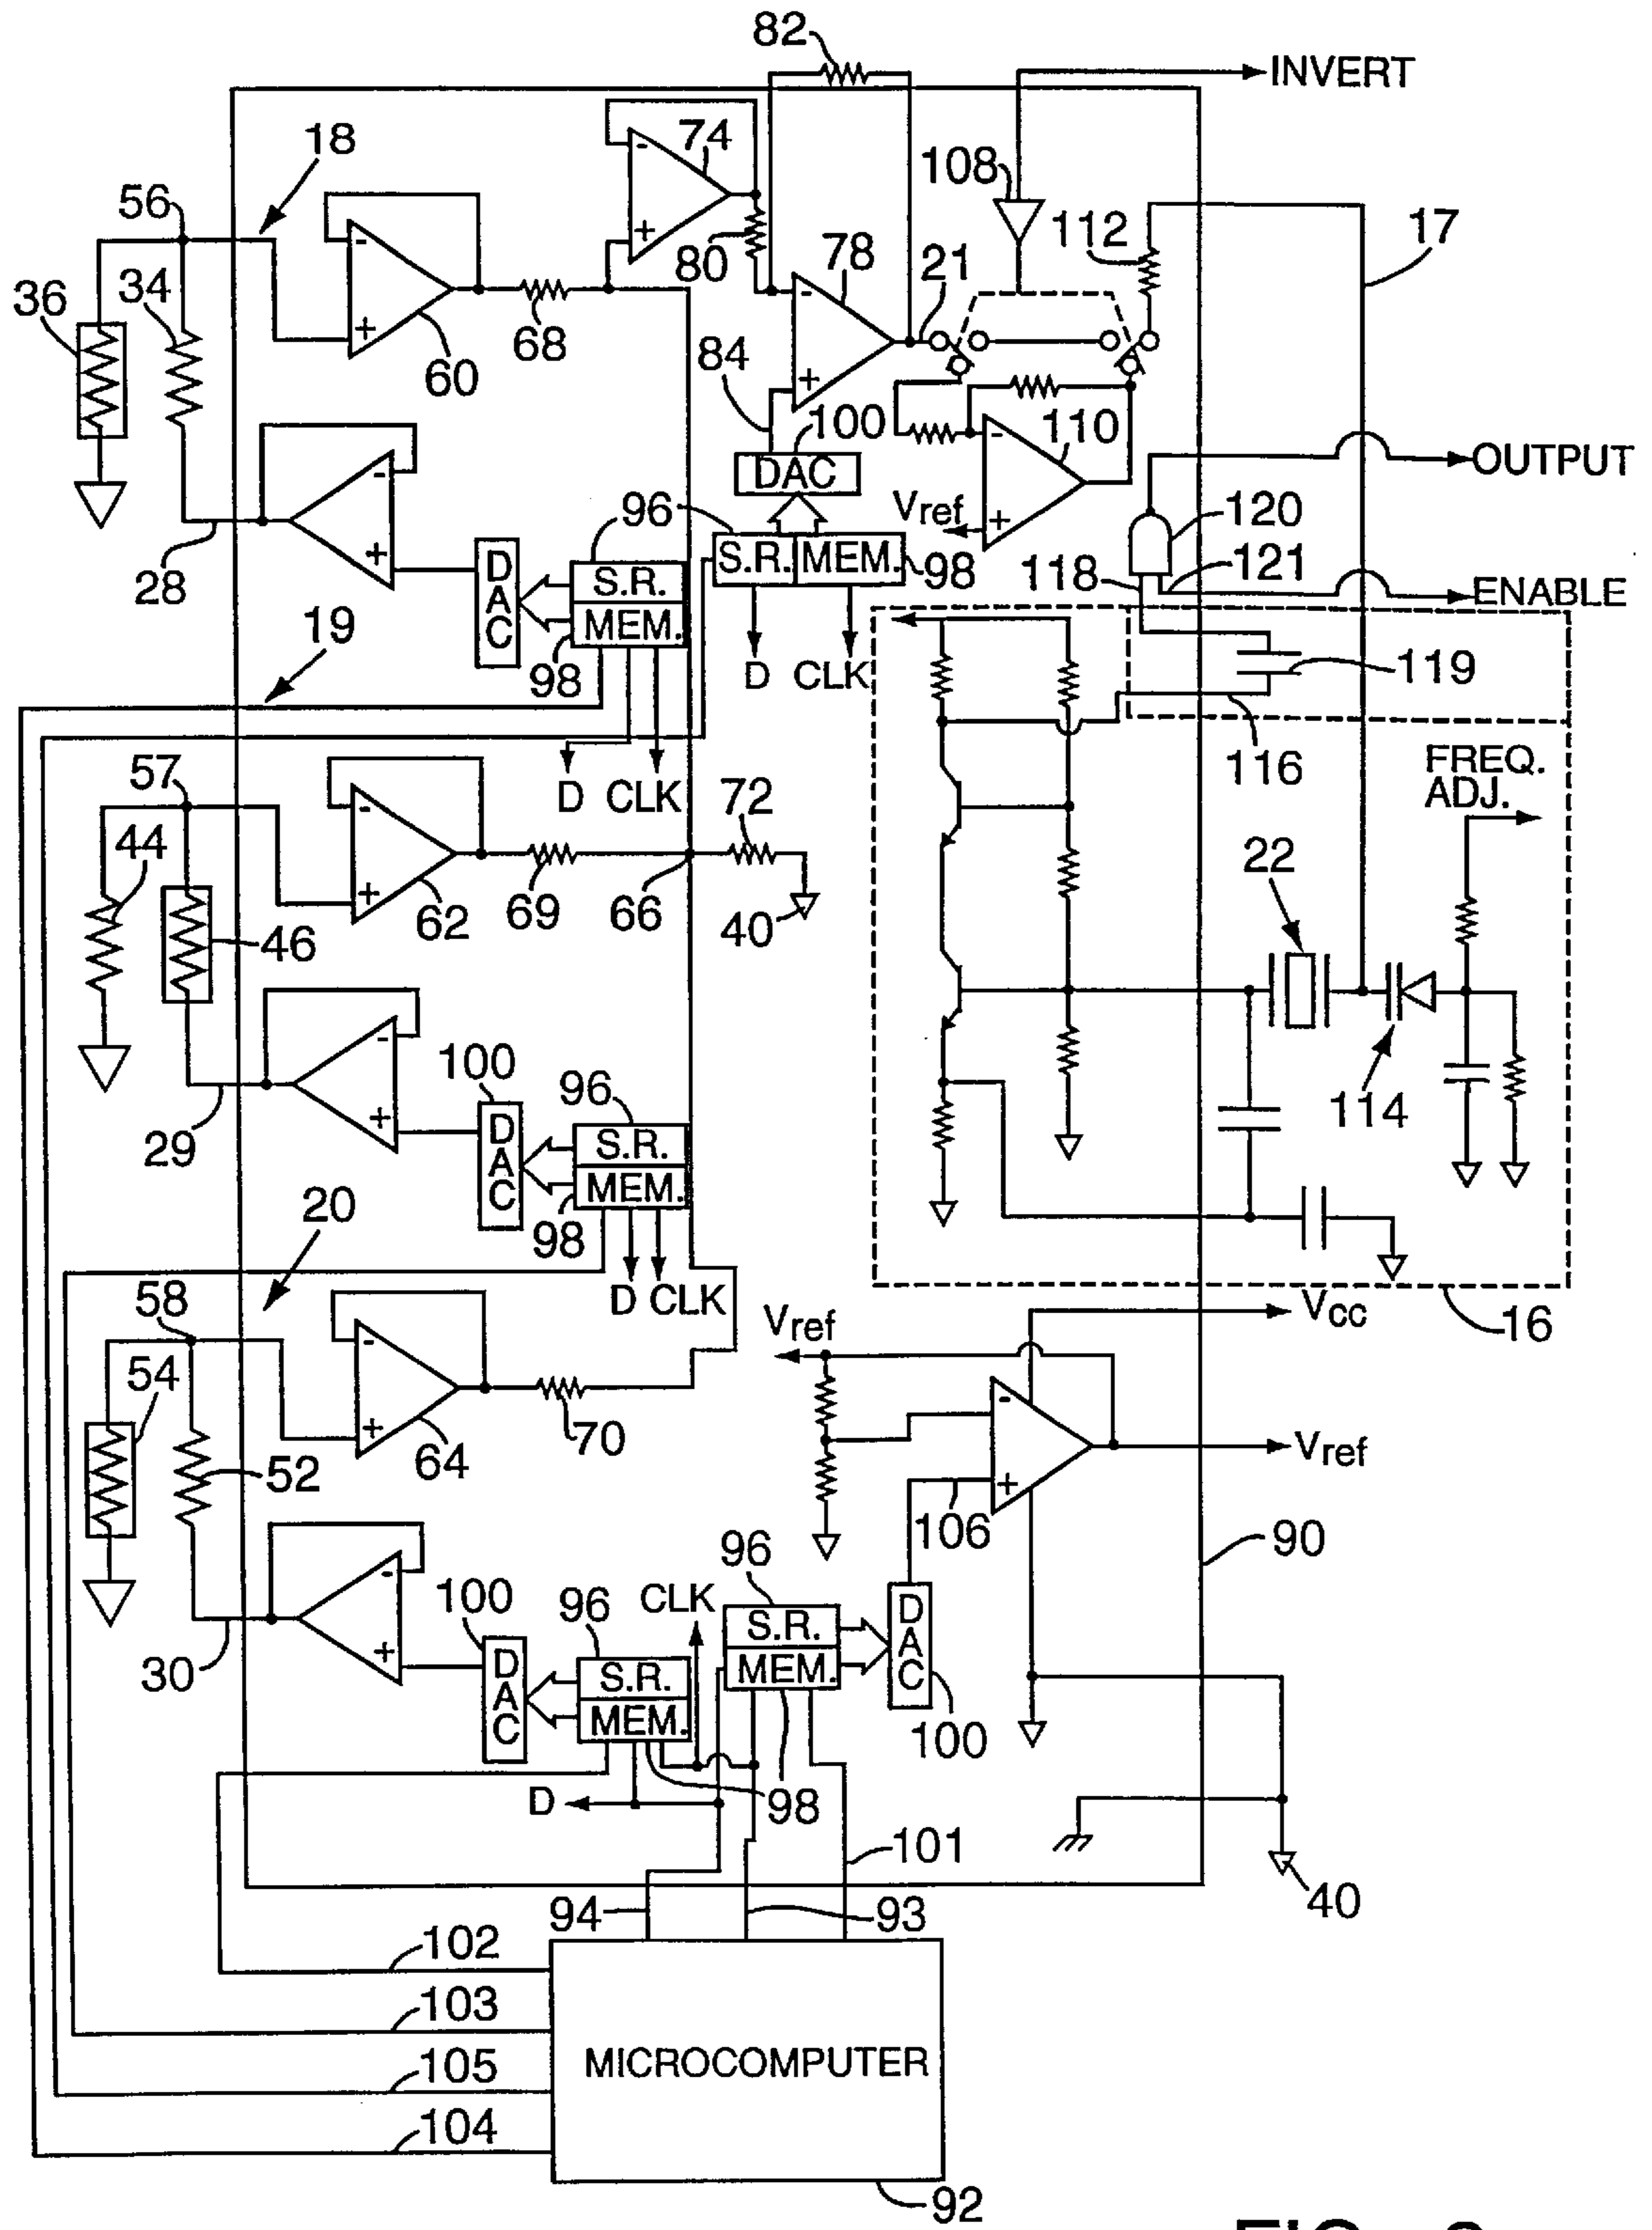 82
INVERT
18
74
108
56
112
17
80
78
21
36
34
68
60
84
100
110
DAC
OUTPUT
Vref
96
120
S.R.
MEM.
98
118
121
28
DAC
S.R.
MEM.
ENABLE
19
98
D CLK
119
57
D CLK
72
116
FREQ.
ADJ.
44
22
62
69
66
40
46
100
96
114
29
DAC
S.R.
MEM.
98
20
D CLK
58
Vref
Vcc
16
54
70
64
52
Vref
106
90
96
CLK
100
96
S.R.
MEM.
DAC
30
DAC
S.R.
MEM.
100
D
98
101
94
93
40
102
103
MICROCOMPUTER
105
104
92